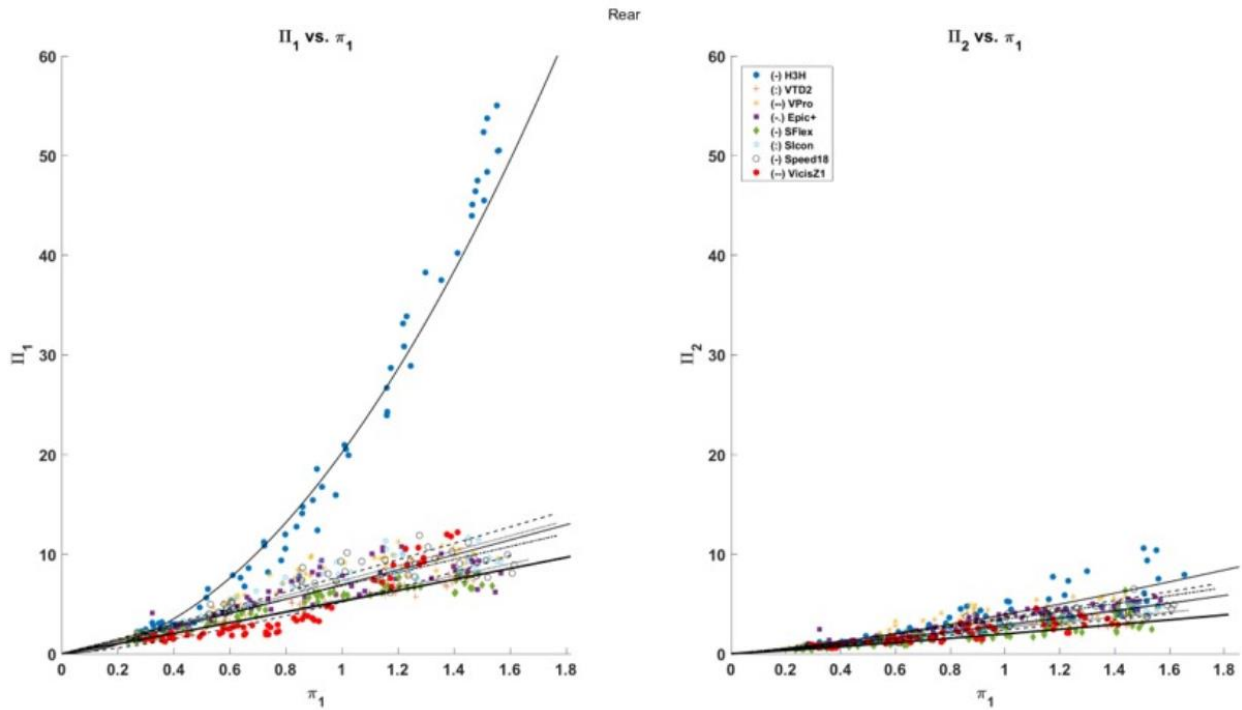 Rear
Π₁ vs. π₁
60
50
40
30
20
10
0
Π₁
0 0.2 0.4 0.6 0.8 1 1.2 1.4 1.6 1.8
π₁
Π₂ vs. π₁
60
50
40
30
20
10
0
Π₂
0 0.2 0.4 0.6 0.8 1 1.2 1.4 1.6 1.8
π₁
(-) H3H
(:) VTD2
(--) VPro
(-.) Epic+
(-) SFlex
(:) SIcon
(-) Speed18
(--) VicisZ1